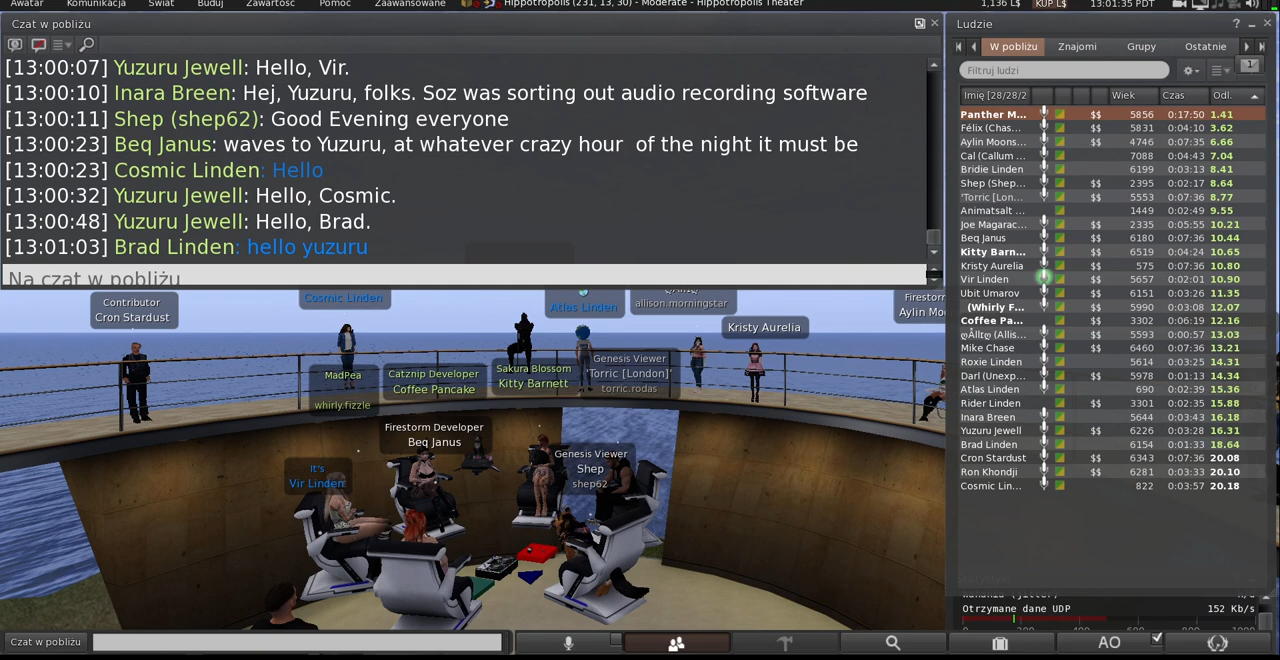 Awatar Komunikacja Świat Buduj Zawartość Pomoc Zaawansowane Hippotropolis (231, 13, 30) - Moderate - Hippotropolis Theater 1,136 L$ KUP L$ 13:01:35 PDT
Czat w pobliżu
[13:00:07] Yuzuru Jewell: Hello, Vir.
[13:00:10] Inara Breen: Hej, Yuzuru, folks. Soz was sorting out audio recording software
[13:00:11] Shep (shep62): Good Evening everyone
[13:00:23] Beq Janus: waves to Yuzuru, at whatever crazy hour of the night it must be
[13:00:23] Cosmic Linden: Hello
[13:00:32] Yuzuru Jewell: Hello, Cosmic.
[13:00:48] Yuzuru Jewell: Hello, Brad.
[13:01:03] Brad Linden: hello yuzuru
Na czat w pobliżu
Contributor
Cron Stardust
Cosmic Linden
Atlas Linden
allison.morningstar
Kristy Aurelia
Firestorm
Aylin Mo
MadPea
whirly.fizzle
Catznip Developer
Coffee Pancake
Sakura Blossom
Kitty Barnett
Genesis Viewer
'Torric [London]'
torric.rodas
Firestorm Developer
Beq Janus
Genesis Viewer
Shep
shep62
It's
Vir Linden
Czat w pobliżu
AO
Ludzie
? _ ×
W pobliżu Znajomi Grupy Ostatnie
1
Filtruj ludzi
Imię [28/28/2 Wiek Czas Odl.
Panther M... $$ 5856 0:17:50 1.41
Félix (Chas... $$ 5831 0:04:10 3.62
Aylin Moons... $$ 4746 0:07:35 6.66
Cal (Callum ... 7088 0:04:43 7.04
Bridie Linden 6199 0:03:13 8.41
Shep (Shep... $$ 2395 0:02:17 8.64
'Torric [Lon... $$ 5553 0:07:36 8.77
Animatsalt ... 1449 0:02:49 9.55
Joe Magarac... $$ 2335 0:05:55 10.21
Beq Janus $$ 6180 0:07:36 10.44
Kitty Barn... $$ 6519 0:04:24 10.65
Kristy Aurelia $$ 575 0:07:36 10.80
Vir Linden $$ 5657 0:02:01 10.90
Ubit Umarov $$ 6151 0:03:26 11.35
(Whirly F... $$ 5990 0:03:08 12.07
Coffee Pa... $$ 3302 0:06:19 12.16
(Allis... $$ 5593 0:00:57 13.03
Mike Chase $$ 6460 0:07:36 13.21
Roxie Linden 5614 0:03:25 14.31
Darl (Unexp... $$ 5978 0:01:13 14.34
Atlas Linden 690 0:02:39 15.36
Rider Linden $$ 3301 0:02:35 15.88
Inara Breen 5644 0:03:43 16.18
Yuzuru Jewell $$ 6226 0:03:28 16.31
Brad Linden 6154 0:01:33 18.64
Cron Stardust $$ 6343 0:07:36 20.08
Ron Khondji $$ 6281 0:03:33 20.10
Cosmic Lin... 822 0:03:57 20.18
Otrzymane dane UDP 152 Kb/s